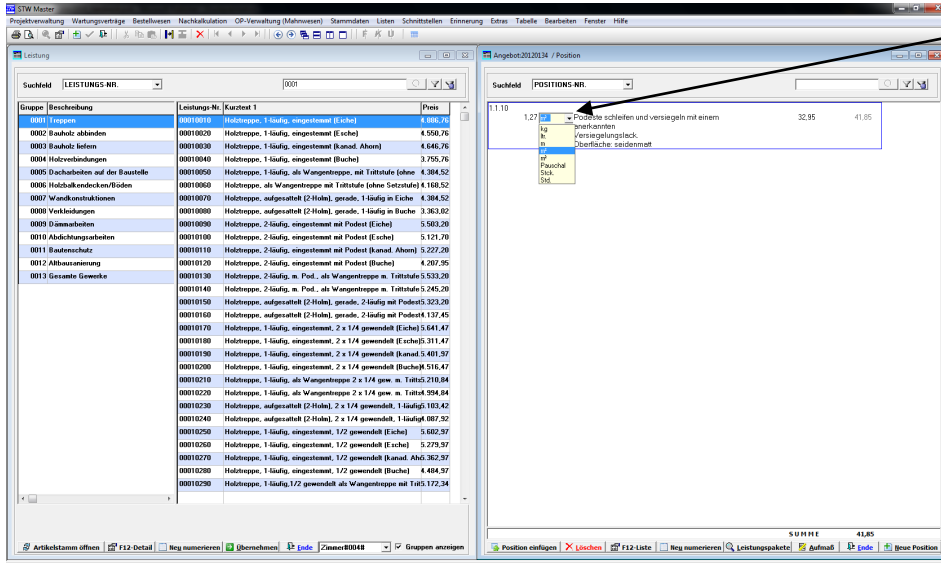 STW Master
Projektverwaltung Wartungsverträge Bestellwesen Nachkalkulation OP-Verwaltung (Mahnwesen) Stammdaten Listen Schnittstellen Erinnerung Extras Tabelle Bearbeiten Fenster Hilfe
Leistung
Suchfeld LEISTUNGS-NR. 0001
Gruppe Beschreibung
0001 Treppen
0002 Bauholz abbinden
0003 Bauholz liefern
0004 Holzverbindungen
0005 Dacharbeiten auf der Baustelle
0006 Holzbalkendecken/Böden
0007 Wandkonstruktionen
0008 Verkleidungen
0009 Dämmarbeiten
0010 Abdichtungsarbeiten
0011 Bautenschutz
0012 Altbausanierung
0013 Gesamte Gewerke
Leistungs-Nr. Kurztext 1 Preis
00010010 Holztreppe, 1-läufig, eingestemmt (Eiche) 4.886,76
00010020 Holztreppe, 1-läufig, eingestemmt (Esche) 4.550,76
00010030 Holztreppe, 1-läufig, eingestemmt (kanad. Ahorn) 4.646,76
00010040 Holztreppe, 1-läufig, eingestemmt (Buche) 3.755,76
00010050 Holztreppe, 1-läufig, als Wangentreppe, mit Trittstufe (ohne 4.384,52
00010060 Holztreppe, als Wangentreppe mit Trittstufe (ohne Setzstufe) 4.168,52
00010070 Holztreppe, aufgesattelt (2-Holm), gerade, 1-läufig in Eiche 4.384,52
00010080 Holztreppe, aufgesattelt (2-Holm), gerade, 1-läufig in Buche 3.363,02
00010090 Holztreppe, 2-läufig, eingestemmt mit Podest (Eiche) 5.503,20
00010100 Holztreppe, 2-läufig, eingestemmt mit Podest (Esche) 5.121,70
00010110 Holztreppe, 2-läufig, eingestemmt mit Podest (kanad. Ahorn) 5.227,20
00010120 Holztreppe, 2-läufig, eingestemmt mit Podest (Buche) 4.207,95
00010130 Holztreppe, 2-läufig, m. Pod., als Wangentreppe m. Trittstufe 5.533,20
00010140 Holztreppe, 2-läufig, m. Pod., als Wangentreppe m. Trittstufe 5.245,20
00010150 Holztreppe, aufgesattelt (2-Holm), gerade, 2-läufig mit Podest 5.323,20
00010160 Holztreppe, aufgesattelt (2-Holm), gerade, 2-läufig mit Podest 4.137,45
00010170 Holztreppe, 1-läufig, eingestemmt, 2 x 1/4 gewendelt (Eiche) 5.641,47
00010180 Holztreppe, 1-läufig, eingestemmt, 2 x 1/4 gewendelt (Esche) 5.311,47
00010190 Holztreppe, 1-läufig, eingestemmt, 2 x 1/4 gewendelt (kanad. 5.401,97
00010200 Holztreppe, 1-läufig, eingestemmt, 2 x 1/4 gewendelt (Buche) 4.516,47
00010210 Holztreppe, 1-läufig, als Wangentreppe 2 x 1/4 gew. m. Tritts 5.210,84
00010220 Holztreppe, 1-läufig, als Wangentreppe 2 x 1/4 gew. m. Tritts 4.994,84
00010230 Holztreppe, aufgesattelt (2-Holm), 2 x 1/4 gewendelt, 1-läufig 5.103,42
00010240 Holztreppe, aufgesattelt (2-Holm), 2 x 1/4 gewendelt, 1-läufig 4.087,92
00010250 Holztreppe, 1-läufig, eingestemmt, 1/2 gewendelt (Eiche) 5.602,97
00010260 Holztreppe, 1-läufig, eingestemmt, 1/2 gewendelt (Esche) 5.279,97
00010270 Holztreppe, 1-läufig, eingestemmt, 1/2 gewendelt (kanad. Aho 5.362,97
00010280 Holztreppe, 1-läufig, eingestemmt, 1/2 gewendelt (Buche) 4.484,97
00010290 Holztreppe, 1-läufig,1/2 gewendelt als Wangentreppe mit Trit 5.172,34
Artikelstamm öffnen F12-Detail Neu numerieren Übernehmen Ende Zimmer#004# Gruppen anzeigen
Angebot:20120134 / Position
Suchfeld POSITIONS-NR.
1.1.10
1,27 m² Podeste schleifen und versiegeln mit einem 32,95 41,85
anerkannten
Versiegelungslack.
Oberfläche: seidenmatt
kg
m
m²
m³
Pauschal
Stck.
Std.
SUMME 41,85
Position einfügen Löschen F12-Liste Neu numerieren Leistungspakete Aufmaß Ende Neue Position